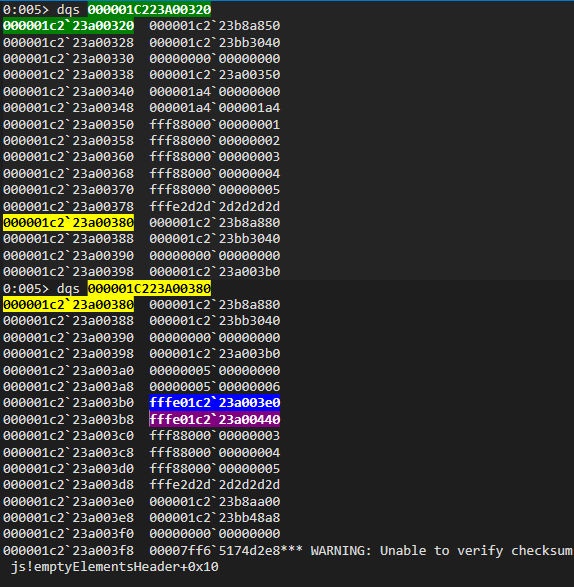 0:005> dqs 000001C223A00320
000001c2`23a00320  000001c2`23b8a850
000001c2`23a00328  000001c2`23bb3040
000001c2`23a00330  00000000`00000000
000001c2`23a00338  000001c2`23a00350
000001c2`23a00340  000001a4`00000000
000001c2`23a00348  000001a4`000001a4
000001c2`23a00350  fff88000`00000001
000001c2`23a00358  fff88000`00000002
000001c2`23a00360  fff88000`00000003
000001c2`23a00368  fff88000`00000004
000001c2`23a00370  fff88000`00000005
000001c2`23a00378  fffe2d2d`2d2d2d2d
000001c2`23a00380  000001c2`23b8a880
000001c2`23a00388  000001c2`23bb3040
000001c2`23a00390  00000000`00000000
000001c2`23a00398  000001c2`23a003b0
0:005> dqs 000001C223A00380
000001c2`23a00380  000001c2`23b8a880
000001c2`23a00388  000001c2`23bb3040
000001c2`23a00390  00000000`00000000
000001c2`23a00398  000001c2`23a003b0
000001c2`23a003a0  00000005`00000000
000001c2`23a003a8  00000005`00000006
000001c2`23a003b0  fffe01c2`23a003e0
000001c2`23a003b8  fffe01c2`23a00440
000001c2`23a003c0  fff88000`00000003
000001c2`23a003c8  fff88000`00000004
000001c2`23a003d0  fff88000`00000005
000001c2`23a003d8  fffe2d2d`2d2d2d2d
000001c2`23a003e0  000001c2`23b8aa00
000001c2`23a003e8  000001c2`23bb48a8
000001c2`23a003f0  00000000`00000000
000001c2`23a003f8  00007ff6`5174d2e8*** WARNING: Unable to verify checksum
js!emptyElementsHeader+0x10